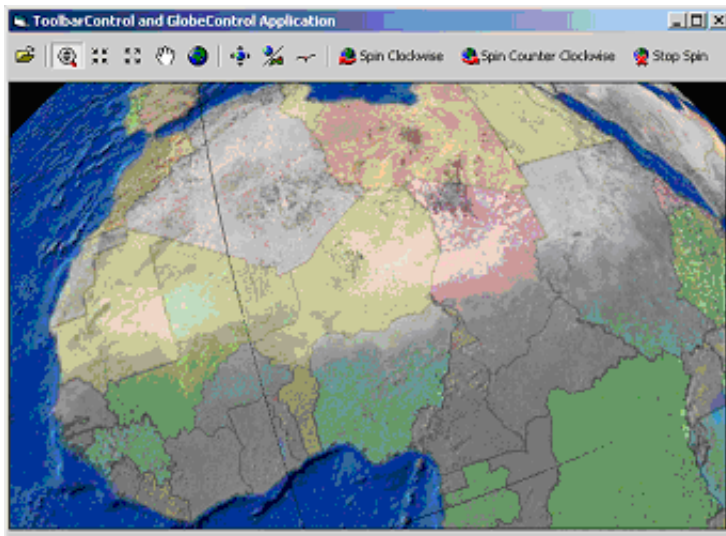 ToolbarControl and GlobeControl Application
Spin Clockwise Spin Counter Clockwise Stop Spin